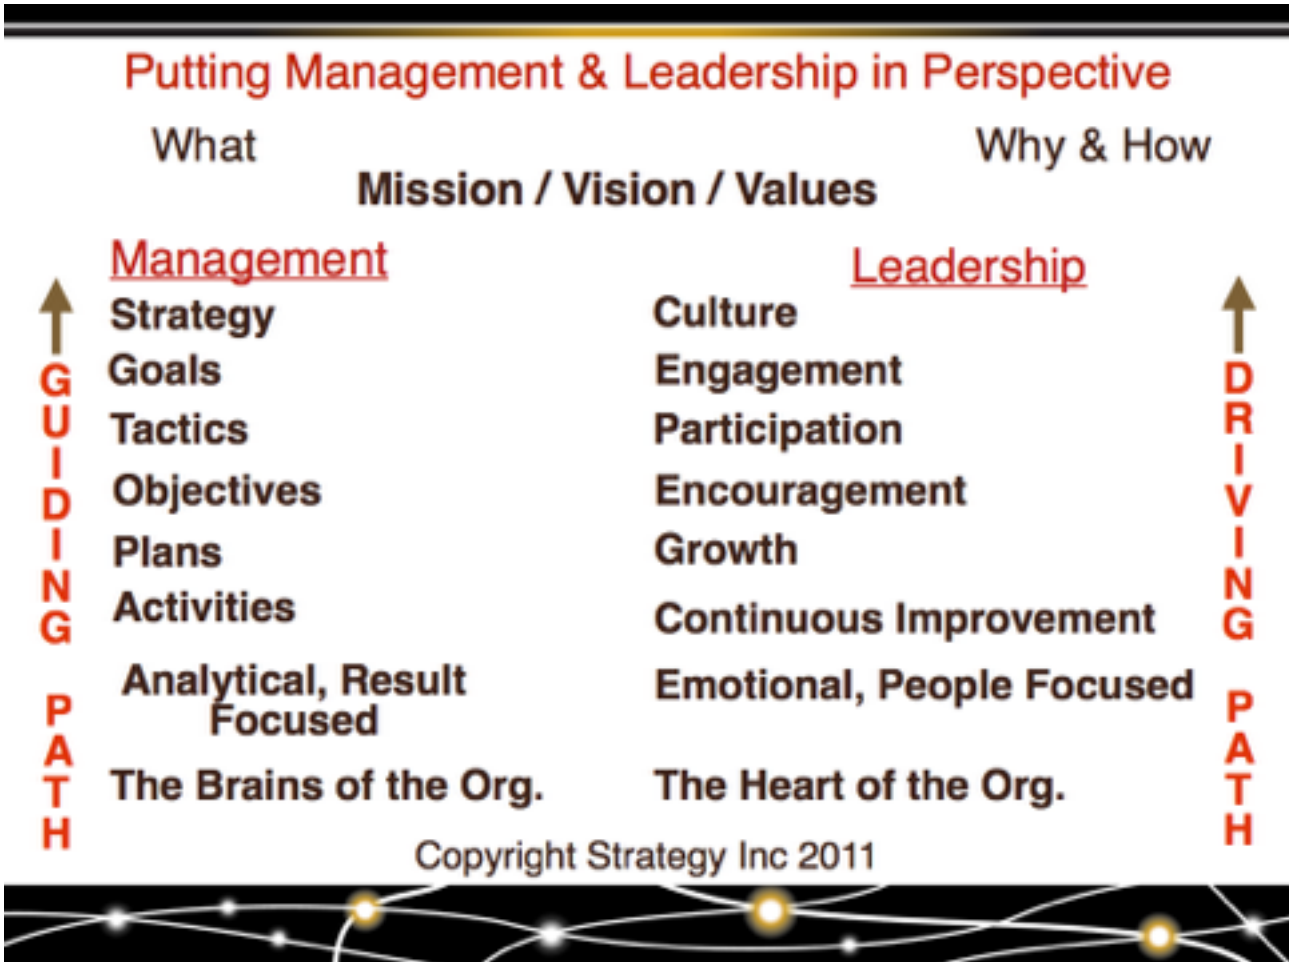 Putting Management & Leadership in Perspective
What
Why & How
Mission / Vision / Values
Management
Leadership
Strategy
Culture
Goals
Engagement
Tactics
Participation
Objectives
Encouragement
Plans
Growth
Activities
Continuous Improvement
Analytical, Result
Focused
Emotional, People Focused
The Brains of the Org.
The Heart of the Org.
GUIDING PATH
DRIVING PATH
Copyright Strategy Inc 2011